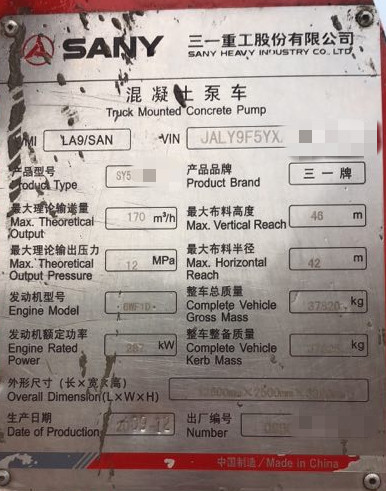 SANY 三一重工股份有限公司
SANY HEAVY INDUSTRY CO., LTD.
混凝土泵车
Truck Mounted Concrete Pump
WMI LA9/SAN VIN JALY9F5YX
产品型号 SY5 产品品牌 三一牌
Product Type Product Brand
最大理论输送量 170 m³/h 最大布料高度 46 m
Max. Theoretical Max. Vertical Reach
Output
最大理论输出压力 12 MPa 最大布料半径 42 m
Max. Theoretical Max. Horizontal
Output Pressure Reach
发动机型号 6WF1D 整车总质量 kg
Engine Model Complete Vehicle
Gross Mass
发动机额定功率 kW 整车整备质量 kg
Engine Rated Complete Vehicle
Power Kerb Mass
外形尺寸（长×宽×高）
Overall Dimension(L×W×H)
生产日期 出厂编号
Date of Production Number
中国制造/Made in China